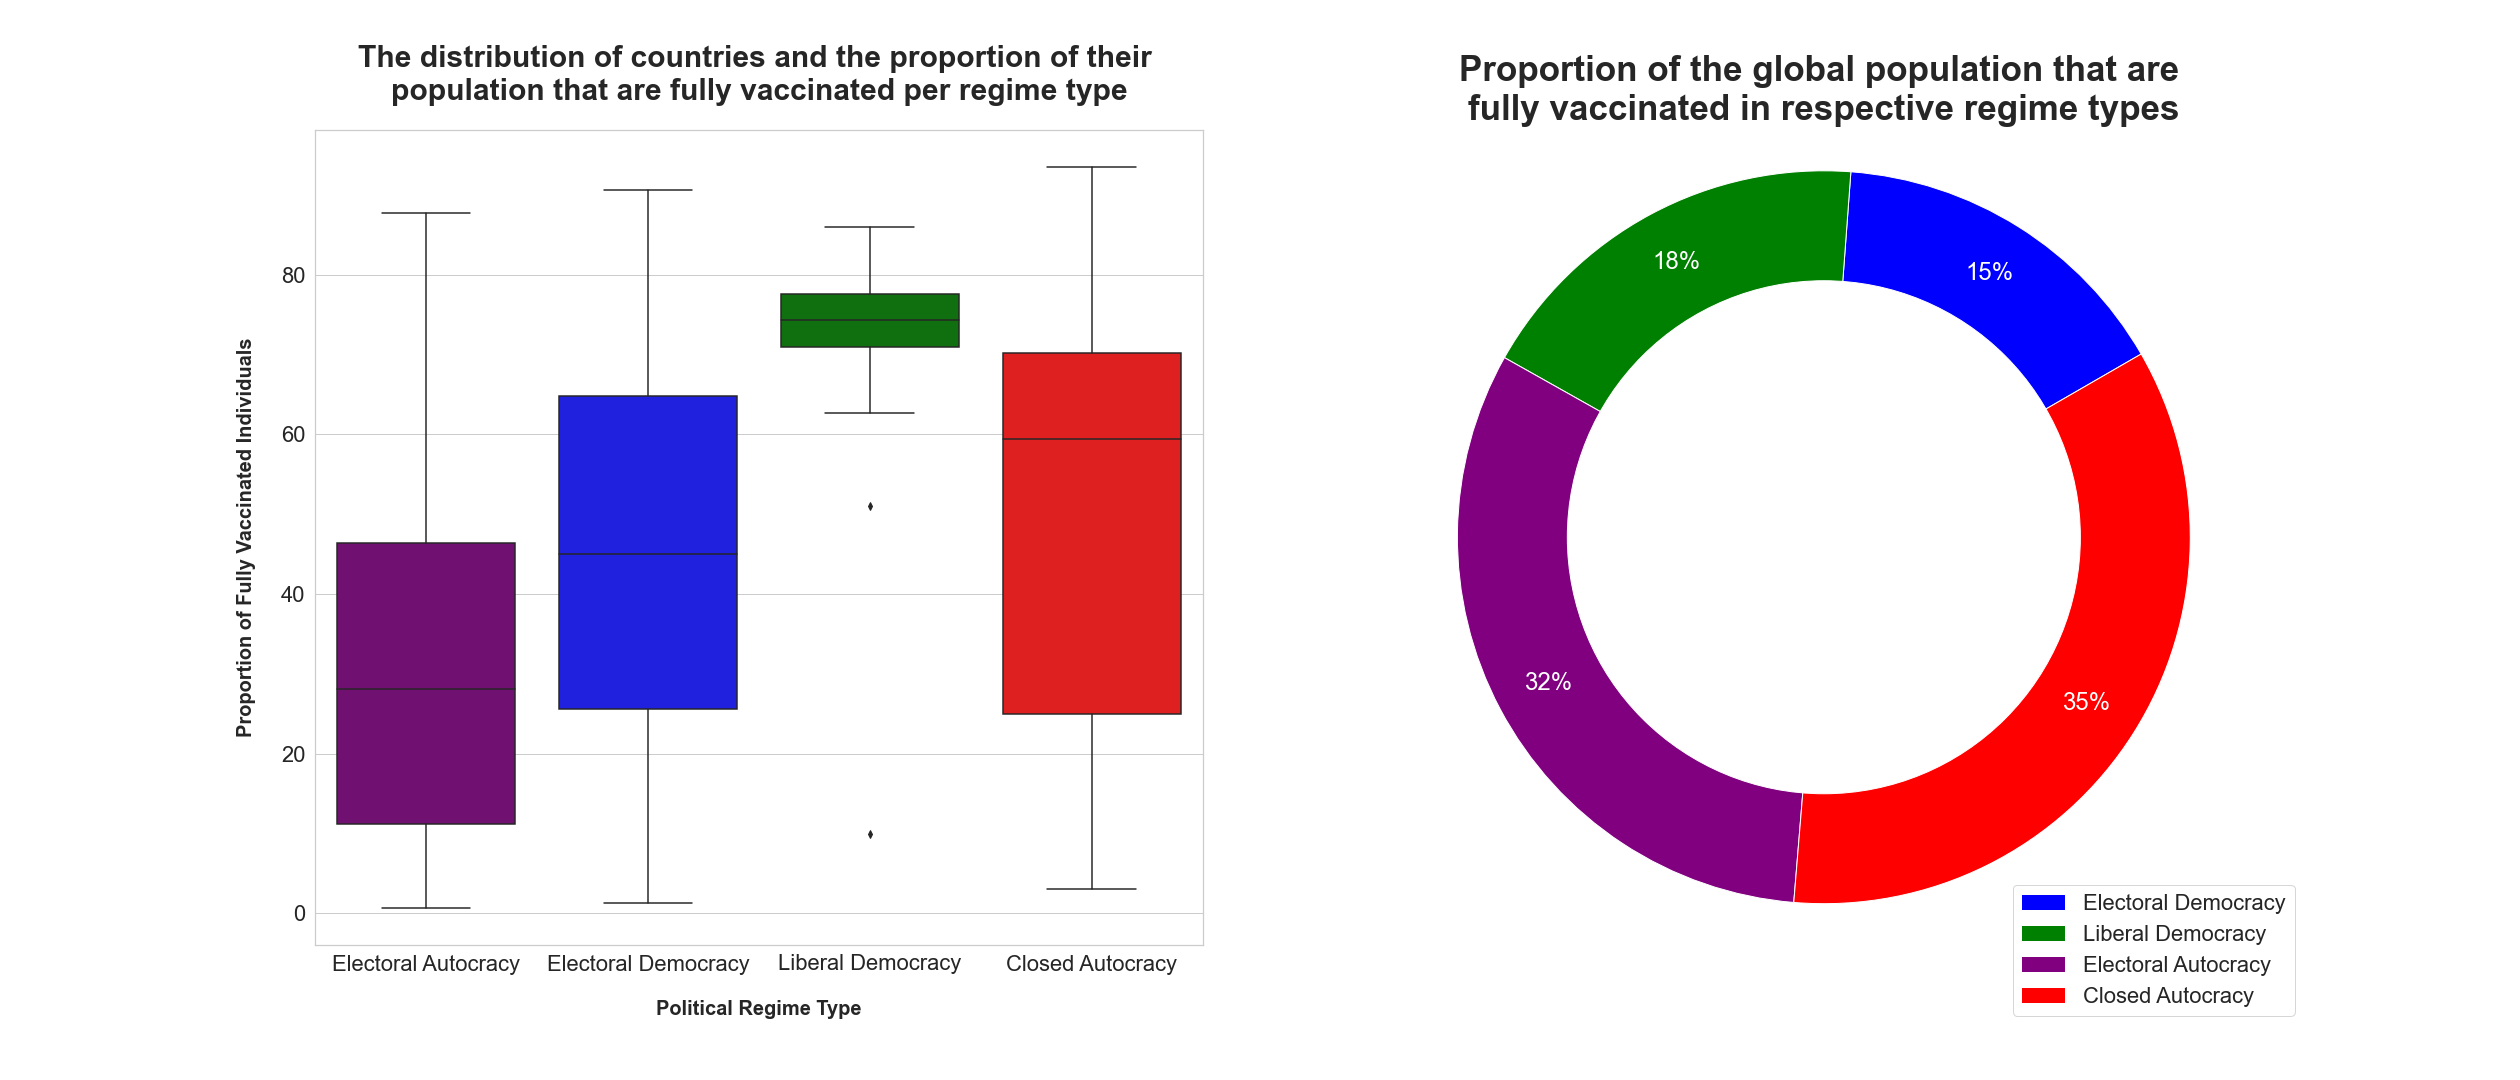 The distribution of countries and the proportion of their
population that are fully vaccinated per regime type
Proportion of Fully Vaccinated Individuals
80
60
40
20
0
Electoral Autocracy
Electoral Democracy
Liberal Democracy
Closed Autocracy
Political Regime Type
Proportion of the global population that are
fully vaccinated in respective regime types
18%
15%
32%
35%
Electoral Democracy
Liberal Democracy
Electoral Autocracy
Closed Autocracy